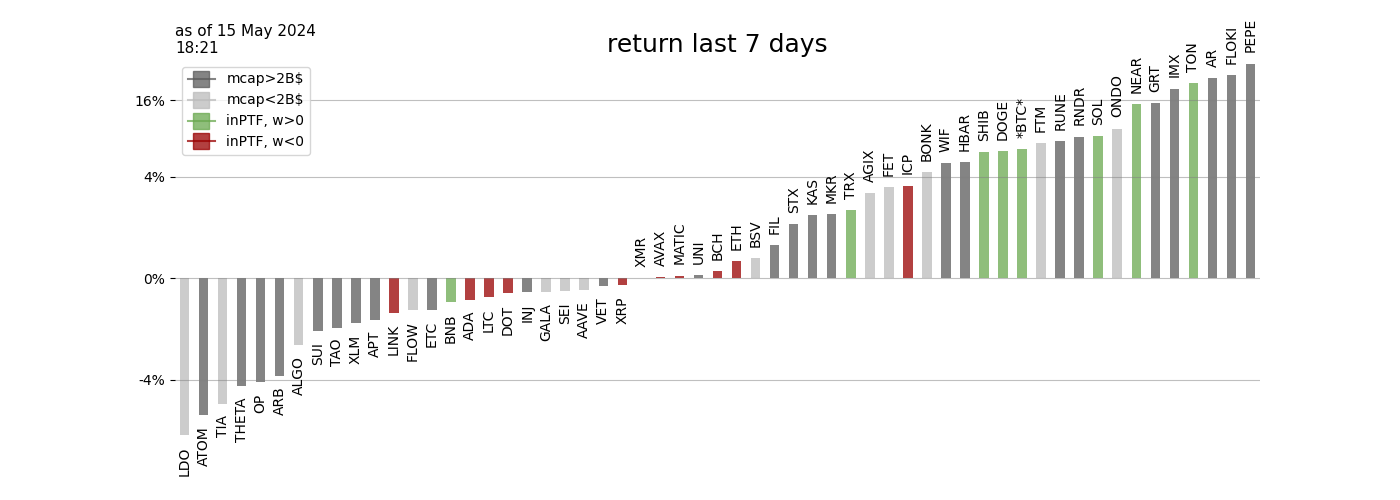 as of 15 May 2024
18:21
return last 7 days
mcap>2B$
mcap<2B$
inPTF, w>0
inPTF, w<0
16%
4%
0%
-4%
LDO
ATOM
TIA
THETA
OP
ARB
ALGO
SUI
TAO
XLM
APT
LINK
FLOW
ETC
BNB
ADA
LTC
DOT
INJ
GALA
SEI
AAVE
VET
XRP
XMR
AVAX
MATIC
UNI
BCH
ETH
BSV
FIL
STX
KAS
MKR
TRX
AGIX
FET
ICP
BONK
WIF
HBAR
SHIB
DOGE
*BTC*
FTM
RUNE
RNDR
SOL
ONDO
NEAR
GRT
IMX
TON
AR
FLOKI
PEPE